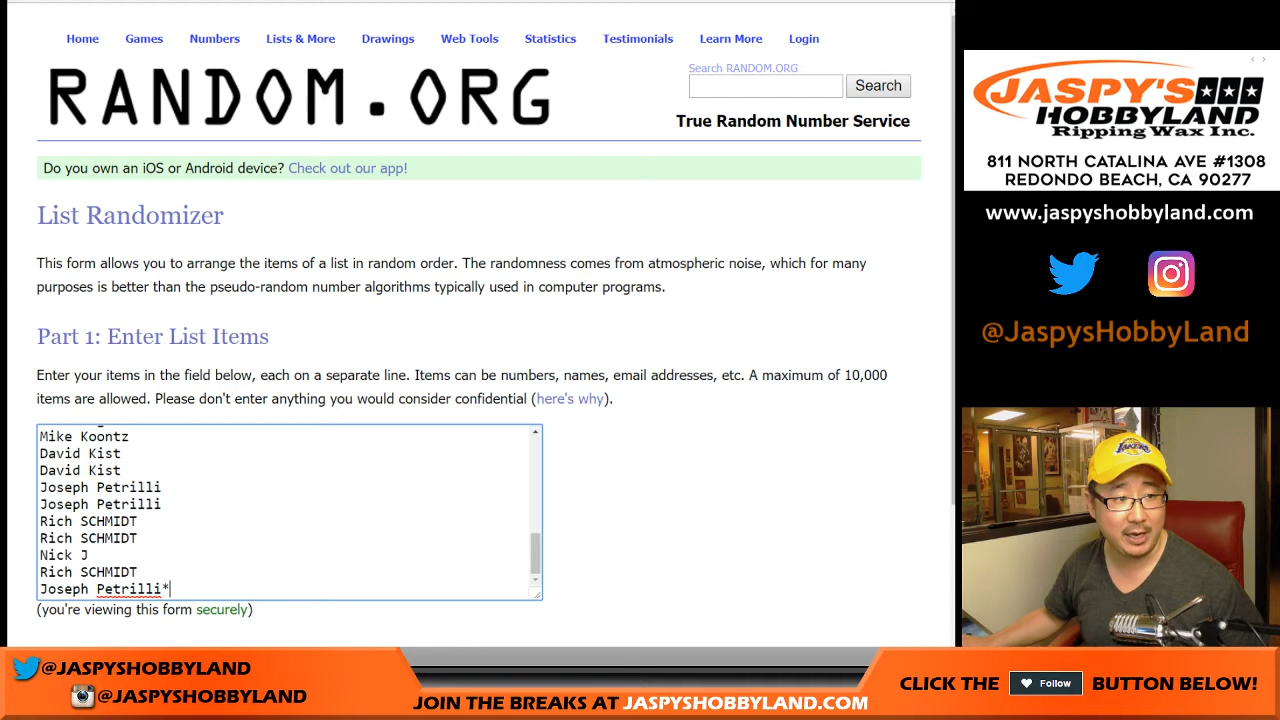 Home Games Numbers Lists & More Drawings Web Tools Statistics Testimonials Learn More Login
RANDOM.ORG
Search RANDOM.ORG
Search
True Random Number Service
Do you own an iOS or Android device? Check out our app!
List Randomizer
This form allows you to arrange the items of a list in random order. The randomness comes from atmospheric noise, which for many
purposes is better than the pseudo-random number algorithms typically used in computer programs.
Part 1: Enter List Items
Enter your items in the field below, each on a separate line. Items can be numbers, names, email addresses, etc. A maximum of 10,000
items are allowed. Please don't enter anything you would consider confidential (here's why).
Mike Koontz
David Kist
David Kist
Joseph Petrilli
Joseph Petrilli
Rich SCHMIDT
Rich SCHMIDT
Nick J
Rich SCHMIDT
Joseph Petrilli*
(you're viewing this form securely)
JASPY'S
HOBBYLAND
Ripping Wax Inc.
811 NORTH CATALINA AVE #1308
REDONDO BEACH, CA 90277
www.jaspyshobbyland.com
@JaspysHobbyLand
LAKERS
@JASPYSHOBBYLAND
@JASPYSHOBBYLAND
JOIN THE BREAKS AT JASPYSHOBBYLAND.COM
CLICK THE Follow BUTTON BELOW!